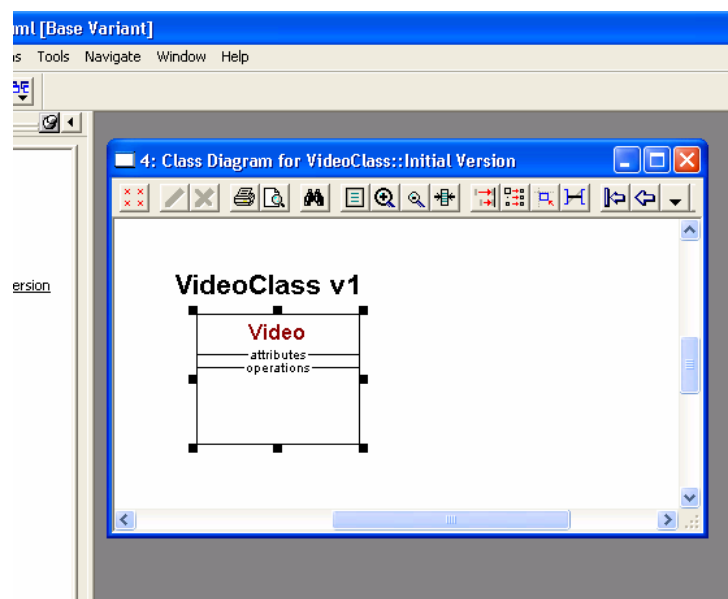 ml [Base Variant]
s Tools Navigate Window Help
4: Class Diagram for VideoClass::Initial Version
ersion
VideoClass v1
Video
attributes
operations